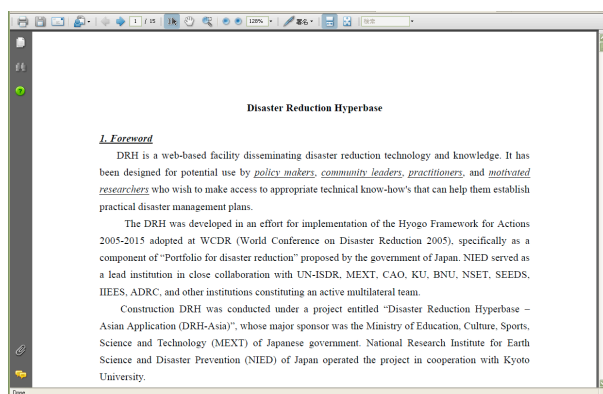 1 / 15
128%
署名
検索
Disaster Reduction Hyperbase
1. Foreword
DRH is a web-based facility disseminating disaster reduction technology and knowledge. It has
been designed for potential use by policy makers, community leaders, practitioners, and motivated
researchers who wish to make access to appropriate technical know-how's that can help them establish
practical disaster management plans.
The DRH was developed in an effort for implementation of the Hyogo Framework for Actions
2005-2015 adopted at WCDR (World Conference on Disaster Reduction 2005), specifically as a
component of “Portfolio for disaster reduction” proposed by the government of Japan. NIED served as
a lead institution in close collaboration with UN-ISDR, MEXT, CAO, KU, BNU, NSET, SEEDS,
IIEES, ADRC, and other institutions constituting an active multilateral team.
Construction DRH was conducted under a project entitled “Disaster Reduction Hyperbase –
Asian Application (DRH-Asia)”, whose major sponsor was the Ministry of Education, Culture, Sports,
Science and Technology (MEXT) of Japanese government. National Research Institute for Earth
Science and Disaster Prevention (NIED) of Japan operated the project in cooperation with Kyoto
University.
Done